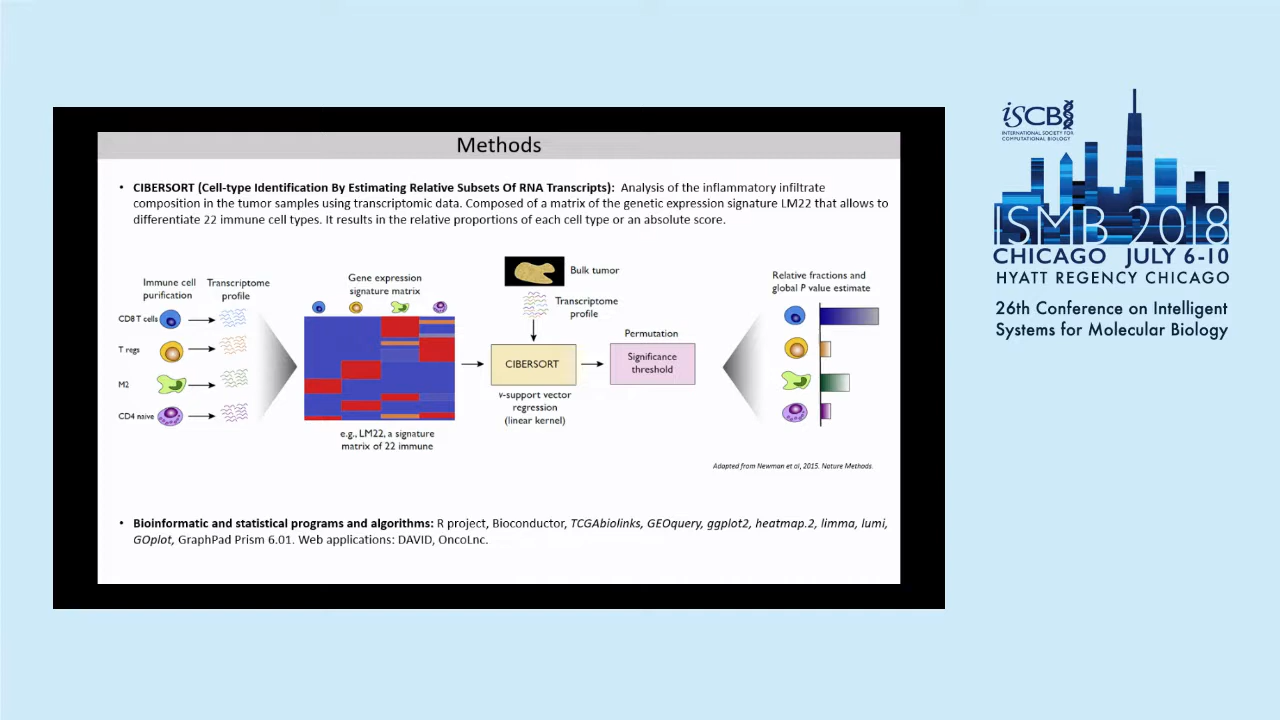 Methods
• CIBERSORT (Cell-type Identification By Estimating Relative Subsets Of RNA Transcripts): Analysis of the inflammatory infiltrate
composition in the tumor samples using transcriptomic data. Composed of a matrix of the genetic expression signature LM22 that allows to
differentiate 22 immune cell types. It results in the relative proportions of each cell type or an absolute score.
Immune cell
purification
Transcriptome
profile
CD8 T cells
T regs
M2
CD4 naive
Gene expression
signature matrix
e.g., LM22, a signature
matrix of 22 immune
Bulk tumor
Transcriptome
profile
CIBERSORT
v-support vector
regression
(linear kernel)
Permutation
Significance
threshold
Relative fractions and
global P value estimate
Adapted from Newman et al, 2015. Nature Methods.
• Bioinformatic and statistical programs and algorithms: R project, Bioconductor, TCGAbiolinks, GEOquery, ggplot2, heatmap.2, limma, lumi,
GOplot, GraphPad Prism 6.01. Web applications: DAVID, OncoLnc.
iSCB
INTERNATIONAL SOCIETY FOR
COMPUTATIONAL BIOLOGY
ISMB 2018
CHICAGO JULY 6-10
HYATT REGENCY CHICAGO
26th Conference on Intelligent
Systems for Molecular Biology